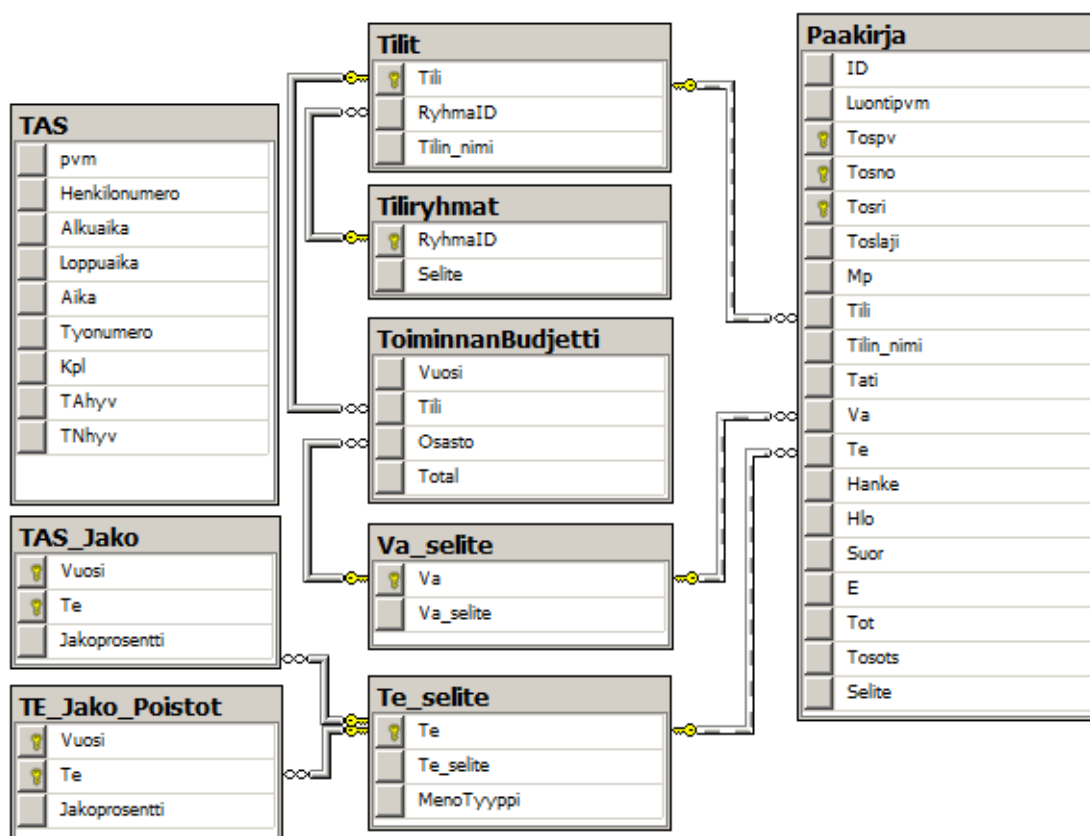 TAS
pvm
Henkilonumero
Alkuaika
Loppuaika
Aika
Tyonumero
Kpl
TAhyv
TNhyv
TAS_Jako
Vuosi
Te
Jakoprosentti
TE_Jako_Poistot
Vuosi
Te
Jakoprosentti
Tilit
Tili
RyhmaID
Tilin_nimi
Tiliryhmat
RyhmaID
Selite
ToiminnanBudjetti
Vuosi
Tili
Osasto
Total
Va_selite
Va
Va_selite
Te_selite
Te
Te_selite
MenoTyyppi
Paakirja
ID
Luontipvm
Tospv
Tosno
Tosri
Toslaji
Mp
Tili
Tilin_nimi
Tati
Va
Te
Hanke
Hlo
Suor
E
Tot
Tosots
Selite